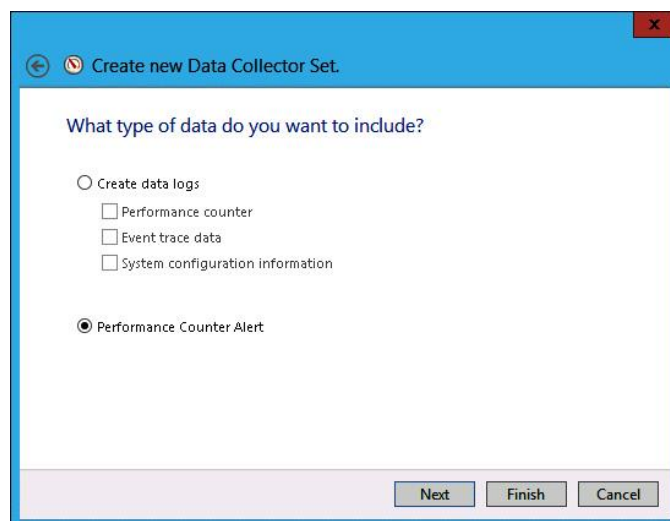 x
Create new Data Collector Set.
What type of data do you want to include?
Create data logs
Performance counter
Event trace data
System configuration information
Performance Counter Alert
Next Finish Cancel